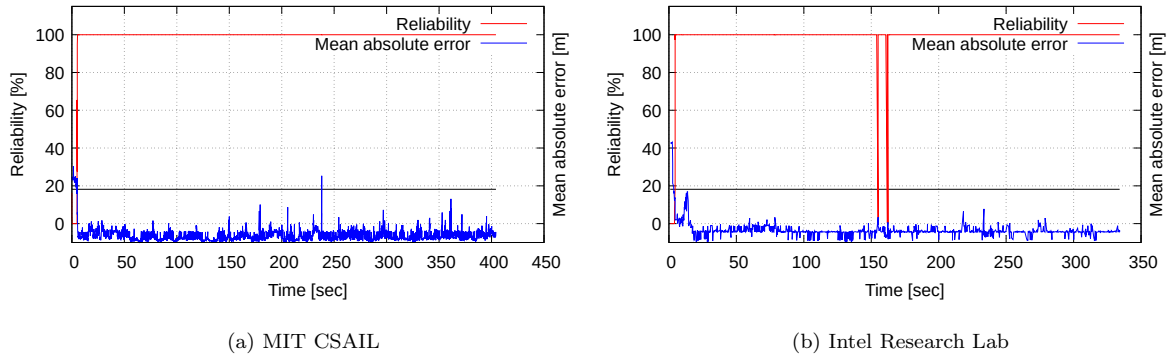 Reliability
Mean absolute error
100
80
60
40
20
0
0 50 100 150 200 250 300 350 400 450
Reliability [%]
Mean absolute error [m]
Time [sec]
(a) MIT CSAIL
Reliability
Mean absolute error
100
80
60
40
20
0
0 50 100 150 200 250 300 350
Reliability [%]
Mean absolute error [m]
Time [sec]
(b) Intel Research Lab